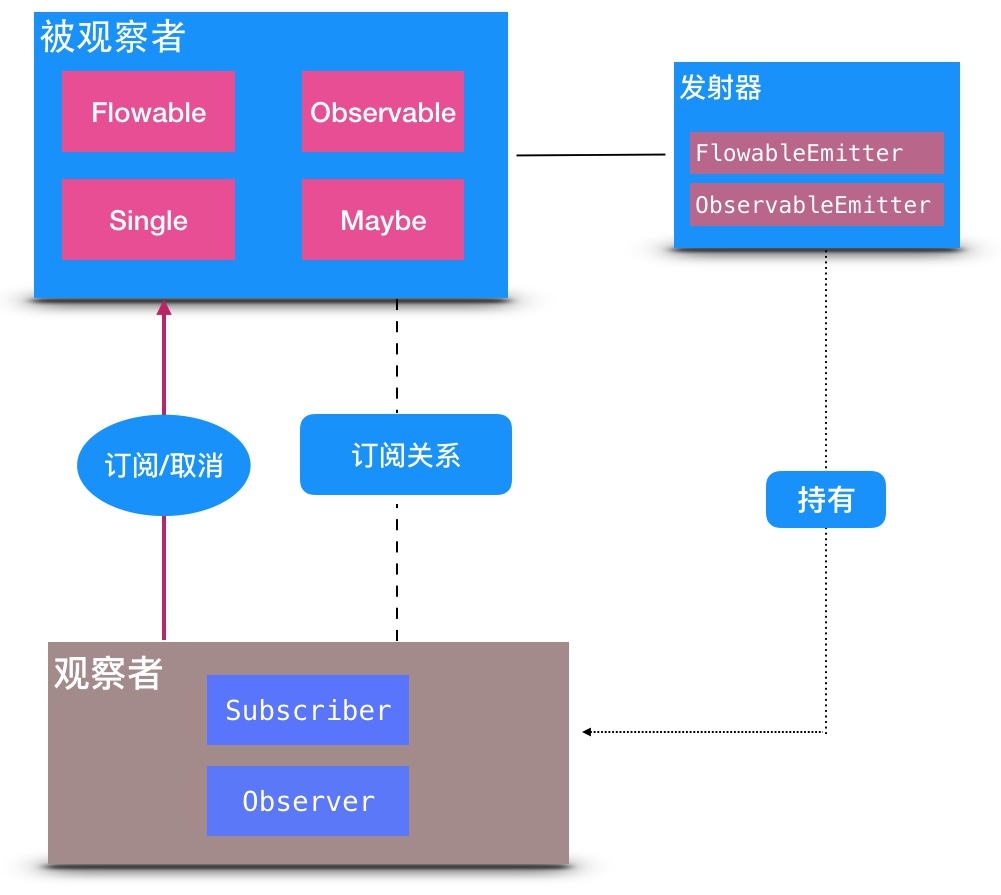 被观察者
Flowable
Observable
Single
Maybe
发射器
FlowableEmitter
ObservableEmitter
订阅/取消
订阅关系
持有
观察者
Subscriber
Observer